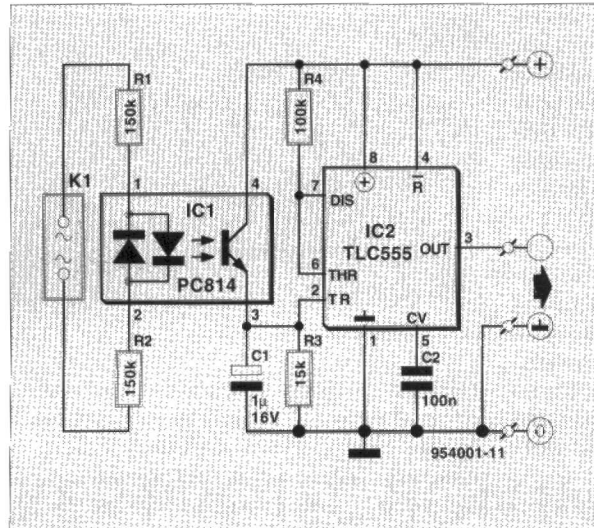 R1
150k
K1
R2
150k
IC1
PC814
1
4
2
3
R4
100k
C1
1µ
16V
R3
15k
8
4
R
7
DIS
IC2
TLC555
OUT
3
6
THR
2
TR
CV
1
5
C2
100n
+
+
0
954001-11